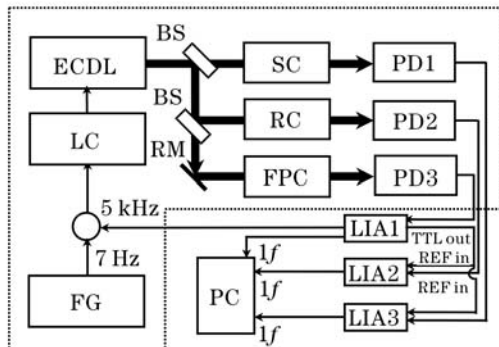 BS
ECDL
SC
PD1
BS
LC
RC
PD2
RM
FPC
PD3
5 kHz
LIA1
TTL out
7 Hz
1f
REF in
FG
PC
LIA2
1f
REF in
LIA3
1f